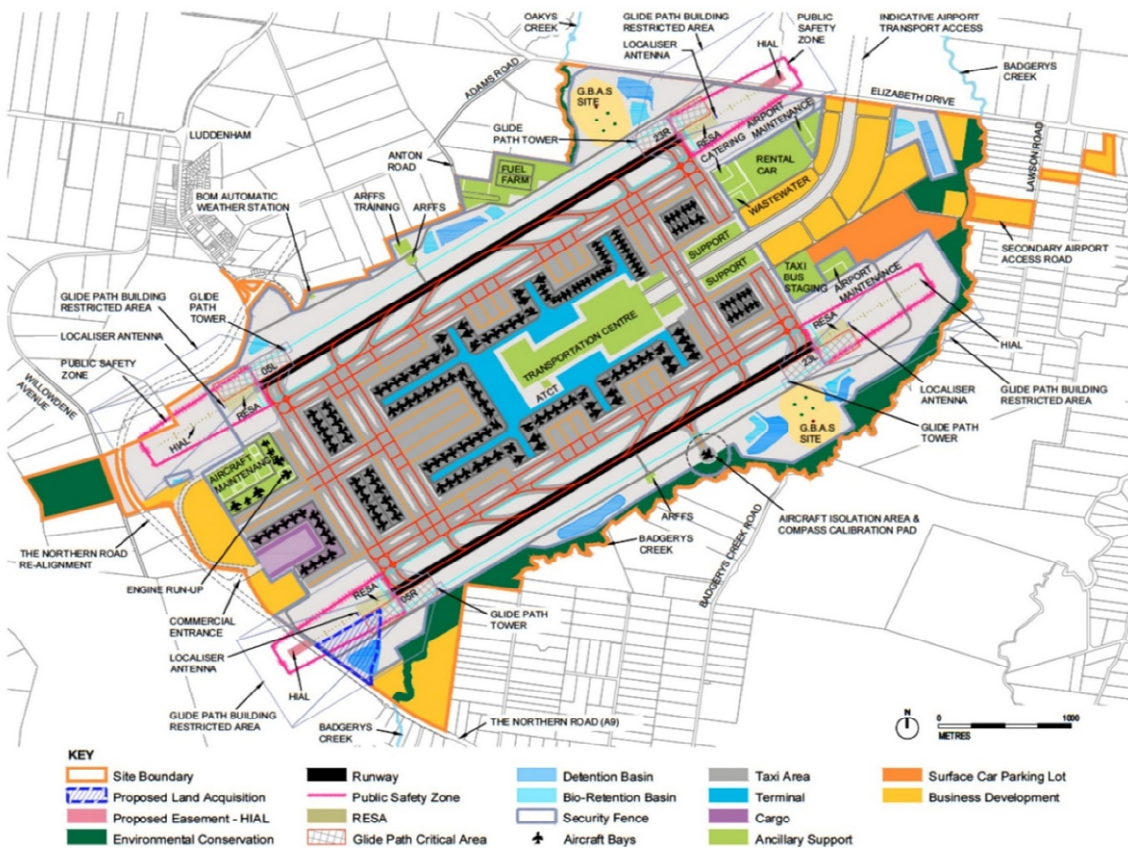 OAKYS
CREEK
GLIDE PATH BUILDING
RESTRICTED AREA
LOCALISER
ANTENNA
HIAL
PUBLIC
SAFETY
ZONE
INDICATIVE AIRPORT
TRANSPORT ACCESS
BADGERYS
CREEK
ELIZABETH DRIVE
ADAMS ROAD
G.B.A.S
SITE
LUDDENHAM
GLIDE
PATH TOWER
23R
RESA
CATERING
AIRPORT
MAINTENANCE
LAWSON ROAD
ANTON
ROAD
FUEL
FARM
RENTAL
CAR
BOM AUTOMATIC
WEATHER STATION
ARFFS
TRAINING
ARFFS
WASTEWATER
SECONDARY AIRPORT
ACCESS ROAD
SUPPORT
SUPPORT
TAXI
BUS
STAGING
AIRPORT
MAINTENANCE
GLIDE PATH BUILDING
RESTRICTED AREA
GLIDE
PATH
TOWER
LOCALISER ANTENNA
PUBLIC SAFETY
ZONE
WILLOWDENE
AVENUE
05L
RESA
HIAL
TRANSPORTATION CENTRE
ATCT
RESA
23L
HIAL
LOCALISER
ANTENNA
GLIDE PATH BUILDING
RESTRICTED AREA
GLIDE PATH
TOWER
G.B.A.S
SITE
AIRCRAFT
MAINTENANCE
ARFFS
AIRCRAFT ISOLATION AREA &
COMPASS CALIBRATION PAD
THE NORTHERN ROAD
RE-ALIGNMENT
BADGERYS
CREEK
BADGERYS CREEK ROAD
ENGINE RUN-UP
COMMERCIAL
ENTRANCE
RESA
05R
GLIDE PATH
TOWER
LOCALISER
ANTENNA
HIAL
GLIDE PATH BUILDING
RESTRICTED AREA
BADGERYS
CREEK
THE NORTHERN ROAD (A9)
N
0 1000
METRES
KEY
Site Boundary
Proposed Land Acquisition
Proposed Easement - HIAL
Environmental Conservation
Runway
Public Safety Zone
RESA
Glide Path Critical Area
Detention Basin
Bio-Retention Basin
Security Fence
Aircraft Bays
Taxi Area
Terminal
Cargo
Ancillary Support
Surface Car Parking Lot
Business Development